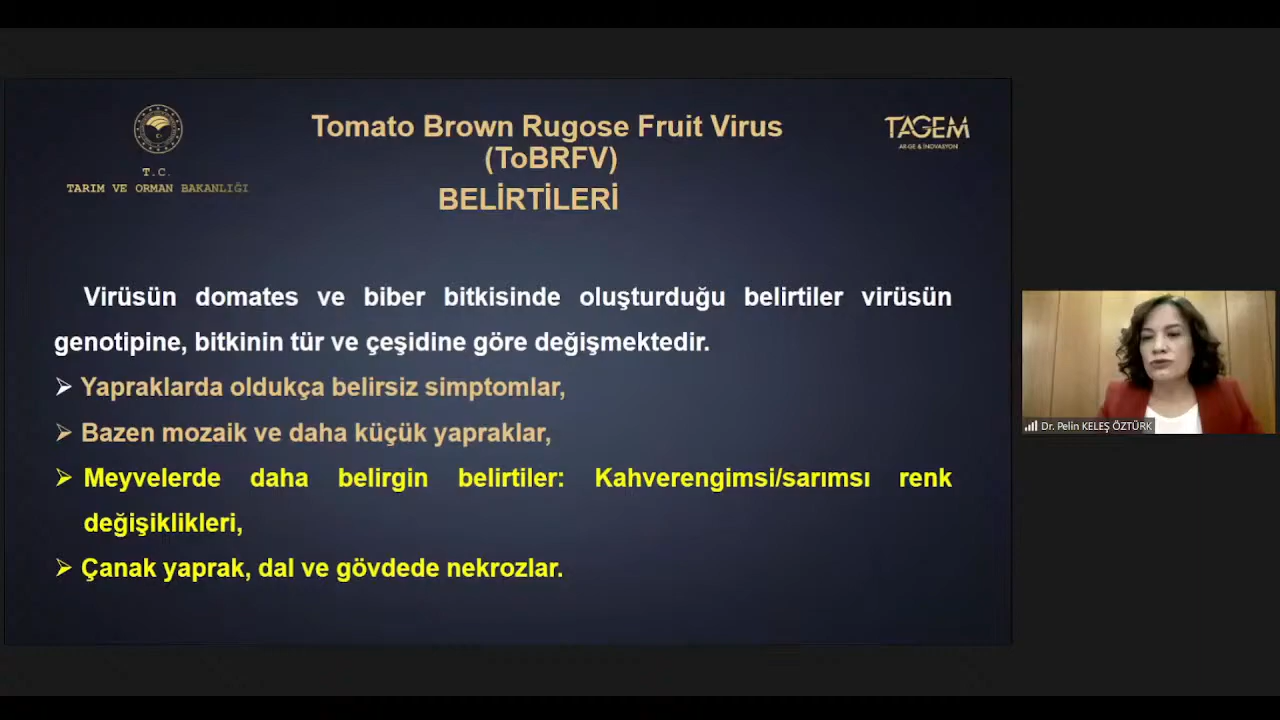 Tomato Brown Rugose Fruit Virus
(ToBRFV)
BELİRTİLERİ
T.C.
TARIM VE ORMAN BAKANLIĞI
TAGEM
AR-GE & İNOVASYON
Virüsün domates ve biber bitkisinde oluşturduğu belirtiler virüsün
genotipine, bitkinin tür ve çeşidine göre değişmektedir.
Yapraklarda oldukça belirsiz simptomlar,
Bazen mozaik ve daha küçük yapraklar,
Meyvelerde daha belirgin belirtiler: Kahverengimsi/sarımsı renk
değişiklikleri,
Çanak yaprak, dal ve gövdede nekrozlar.
Dr. Pelin KELEŞ ÖZTÜRK